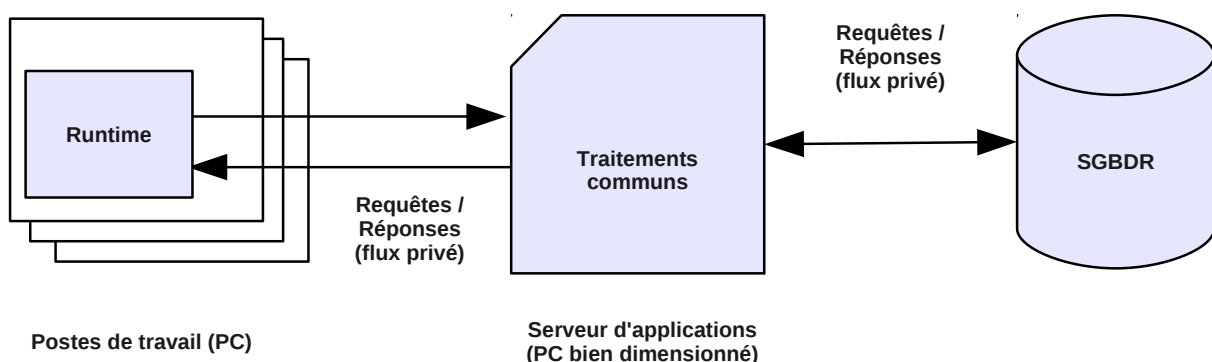 Runtime
Requêtes /
Réponses
(flux privé)
Traitements
communs
Requêtes /
Réponses
(flux privé)
SGBDR
Postes de travail (PC)
Serveur d'applications
(PC bien dimensionné)